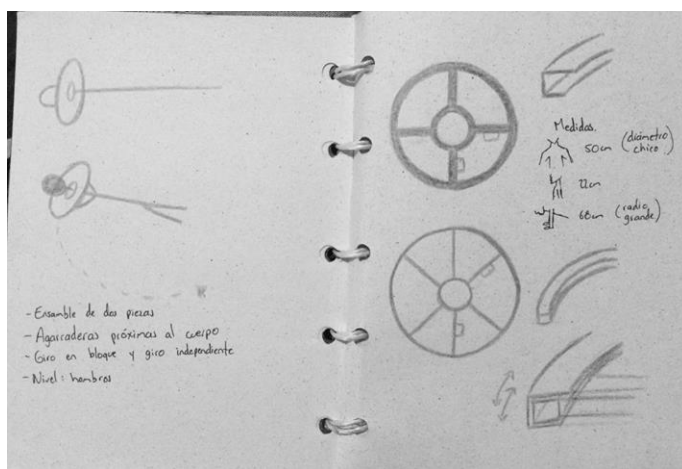 - Ensamble de dos piezas
- Agarraderas próximas al cuerpo
- Giro en bloque y giro independiente
- Nivel: hombros
Medidas.
50cm (diámetro chico)
22cm
68cm (radio grande)